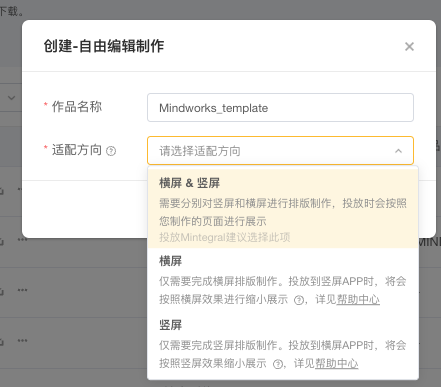 下载。
创建-自由编辑制作
* 作品名称
Mindworks_template
* 适配方向
请选择适配方向
横屏 & 竖屏
需要分别对竖屏和横屏进行排版制作，投放时会按照
您制作的页面进行展示
投放Mintegral建议选择此项
横屏
仅需要完成横屏排版制作。投放到竖屏APP时，将会
按照横屏效果进行缩小展示 ?，详见帮助中心
竖屏
仅需要完成竖屏排版制作。投放到横屏APP时，将会
按照竖屏效果缩小展示 ?，详见帮助中心